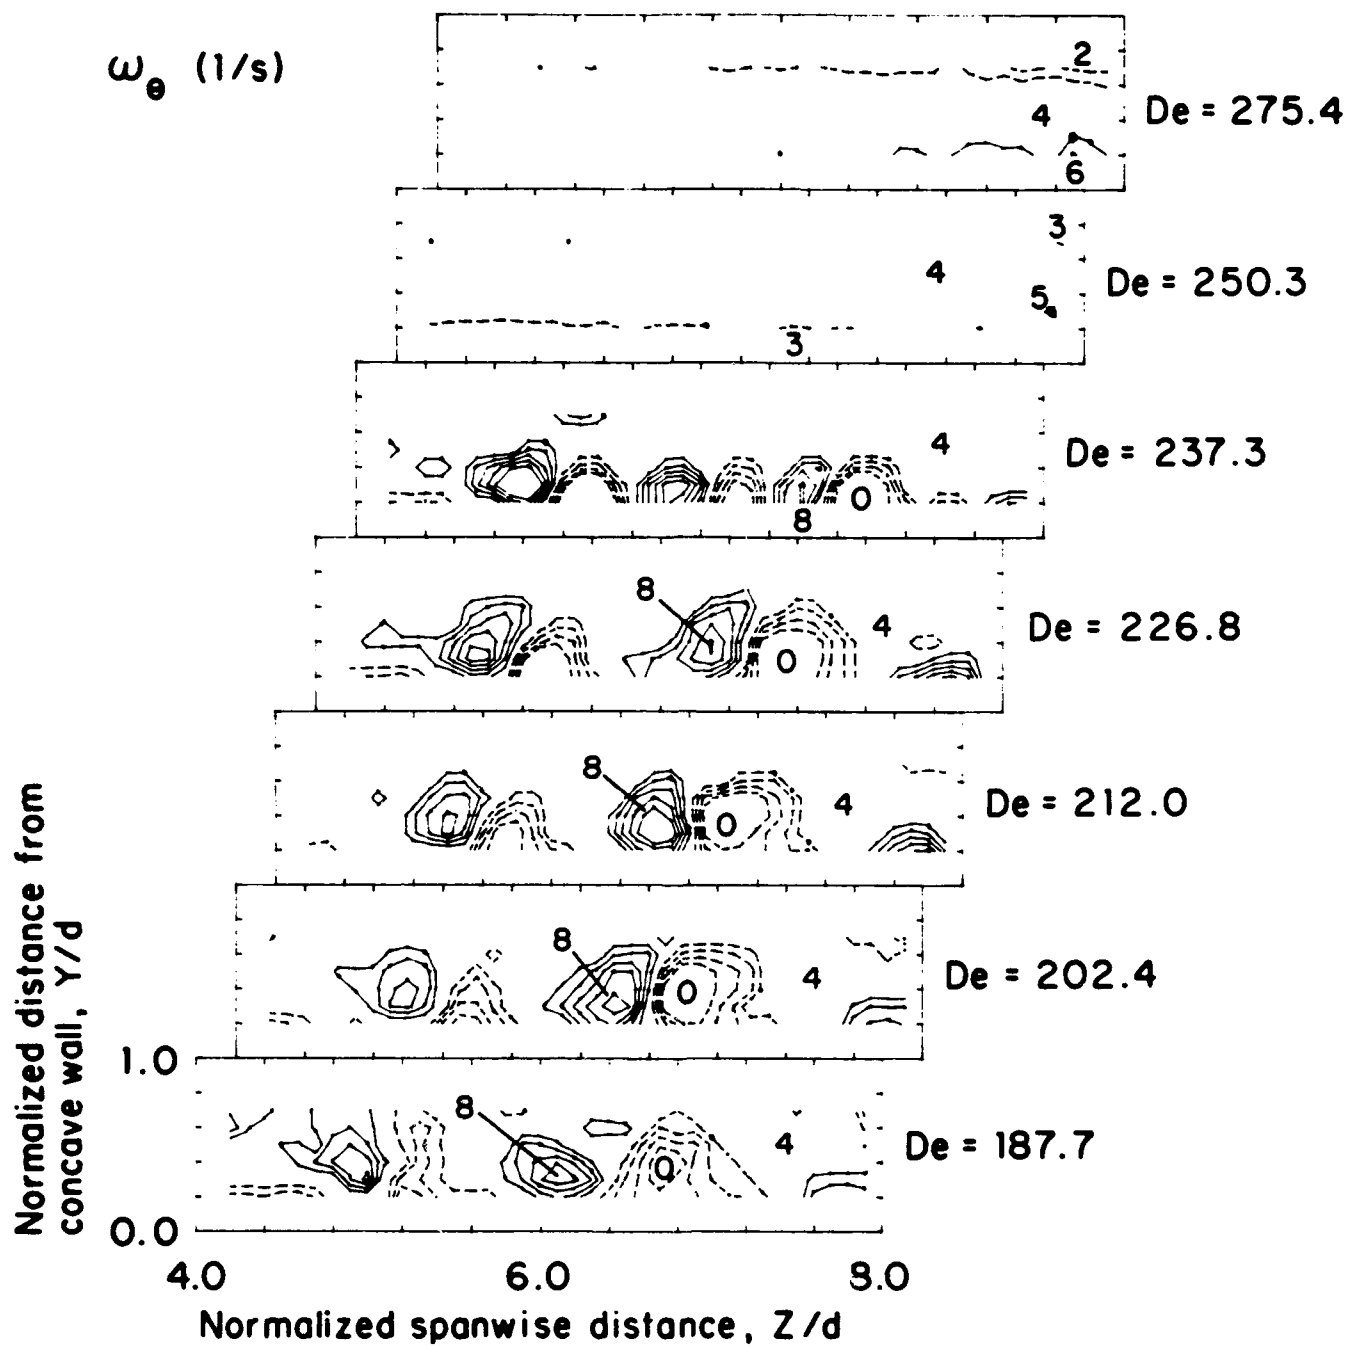 ω_θ (1/s)
2
4
6
De = 275.4
3
4
5
3
De = 250.3
4
0
8
De = 237.3
8
4
0
De = 226.8
8
4
0
De = 212.0
8
4
0
De = 202.4
8
4
0
De = 187.7
1.0
0.0
Normalized distance from
concave wall, Y/d
4.0
6.0
8.0
Normalized spanwise distance, Z/d